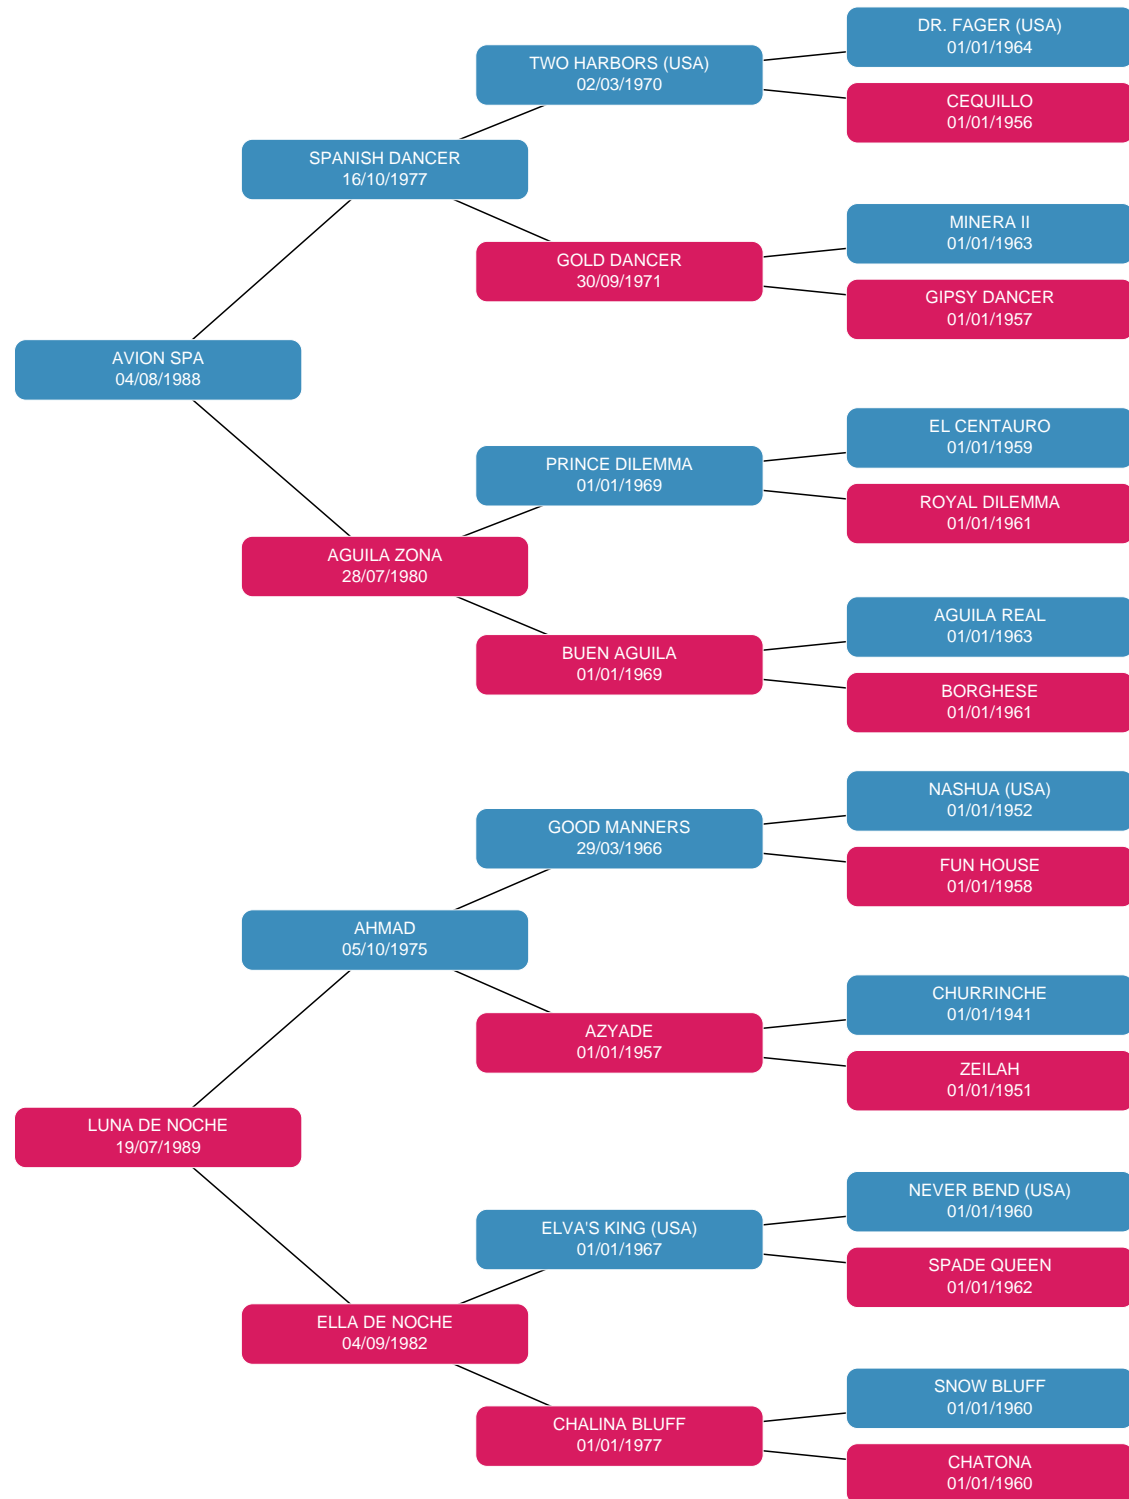 DR. FAGER (USA)
01/01/1964
TWO HARBORS (USA)
02/03/1970
CEQUILLO
01/01/1956
SPANISH DANCER
16/10/1977
MINERA II
01/01/1963
GOLD DANCER
30/09/1971
GIPSY DANCER
01/01/1957
AVION SPA
04/08/1988
EL CENTAURO
01/01/1959
PRINCE DILEMMA
01/01/1969
ROYAL DILEMMA
01/01/1961
AGUILA ZONA
28/07/1980
AGUILA REAL
01/01/1963
BUEN AGUILA
01/01/1969
BORGHESE
01/01/1961
NASHUA (USA)
01/01/1952
GOOD MANNERS
29/03/1966
FUN HOUSE
01/01/1958
AHMAD
05/10/1975
CHURRINCHE
01/01/1941
AZYADE
01/01/1957
ZEILAH
01/01/1951
LUNA DE NOCHE
19/07/1989
NEVER BEND (USA)
01/01/1960
ELVA'S KING (USA)
01/01/1967
SPADE QUEEN
01/01/1962
ELLA DE NOCHE
04/09/1982
SNOW BLUFF
01/01/1960
CHALINA BLUFF
01/01/1977
CHATONA
01/01/1960